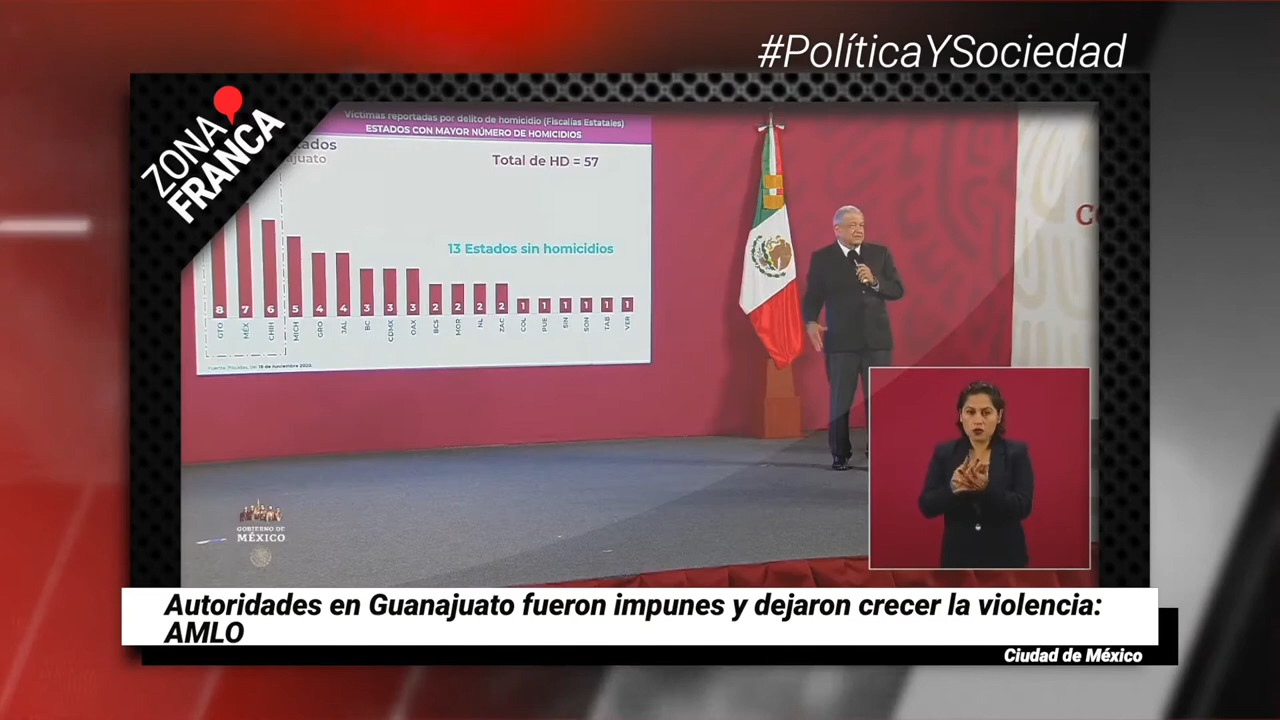 #PolíticaYSociedad
ZONA
FRANCA
Víctimas reportadas por delito de homicidio (Fiscalías Estatales)
ESTADOS CON MAYOR NÚMERO DE HOMICIDIOS
Total de HD = 57
13 Estados sin homicidios
8 7 6 5 4 4 3 3 3 2 2 2 2 1 1 1 1 1 1
GTO MÉX CHIH MICH GRO JAL BC CDMX OAX BCS MOR NL ZAC COL PUE SIN SON TAB VER
18 de noviembre 2020.
GOBIERNO DE
MÉXICO
Autoridades en Guanajuato fueron impunes y dejaron crecer la violencia:
AMLO
Ciudad de México